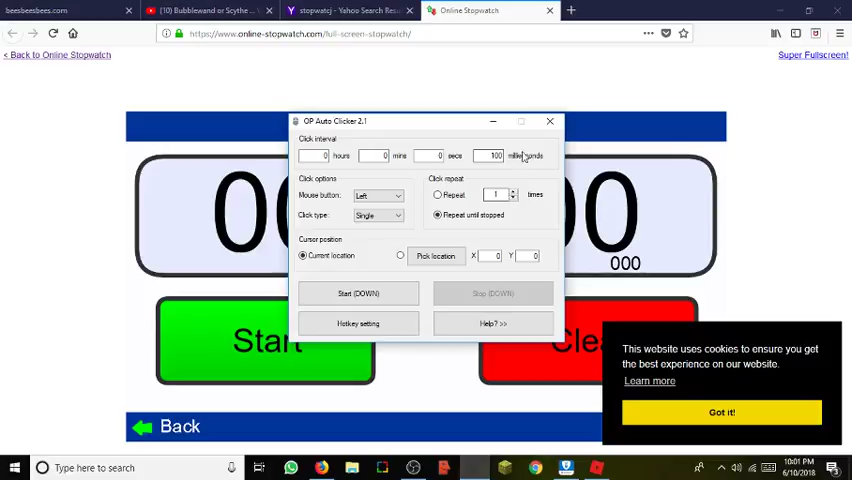 beesbeesbees.com
(10) Bubblewand or Scythe ...
stopwatcj - Yahoo Search Res
Online Stopwatch
https://www.online-stopwatch.com/full-screen-stopwatch/
< Back to Online Stopwatch
Super Fullscreen!
OP Auto Clicker 2.1
Click interval
0 hours 0 mins 0 secs 100
Click options
Click repeat
Mouse button: Left
Repeat 1 times
Click type: Single
Repeat until stopped
00
00
000
Cursor position
Current location
Pick location X 0 Y 0
Start (DOWN)
Stop (DOWN)
Hotkey setting
Help? >>
Start
Clea
This website uses cookies to ensure you get
the best experience on our website.
Learn more
Got it!
Back
Type here to search
10:01 PM
6/10/2018